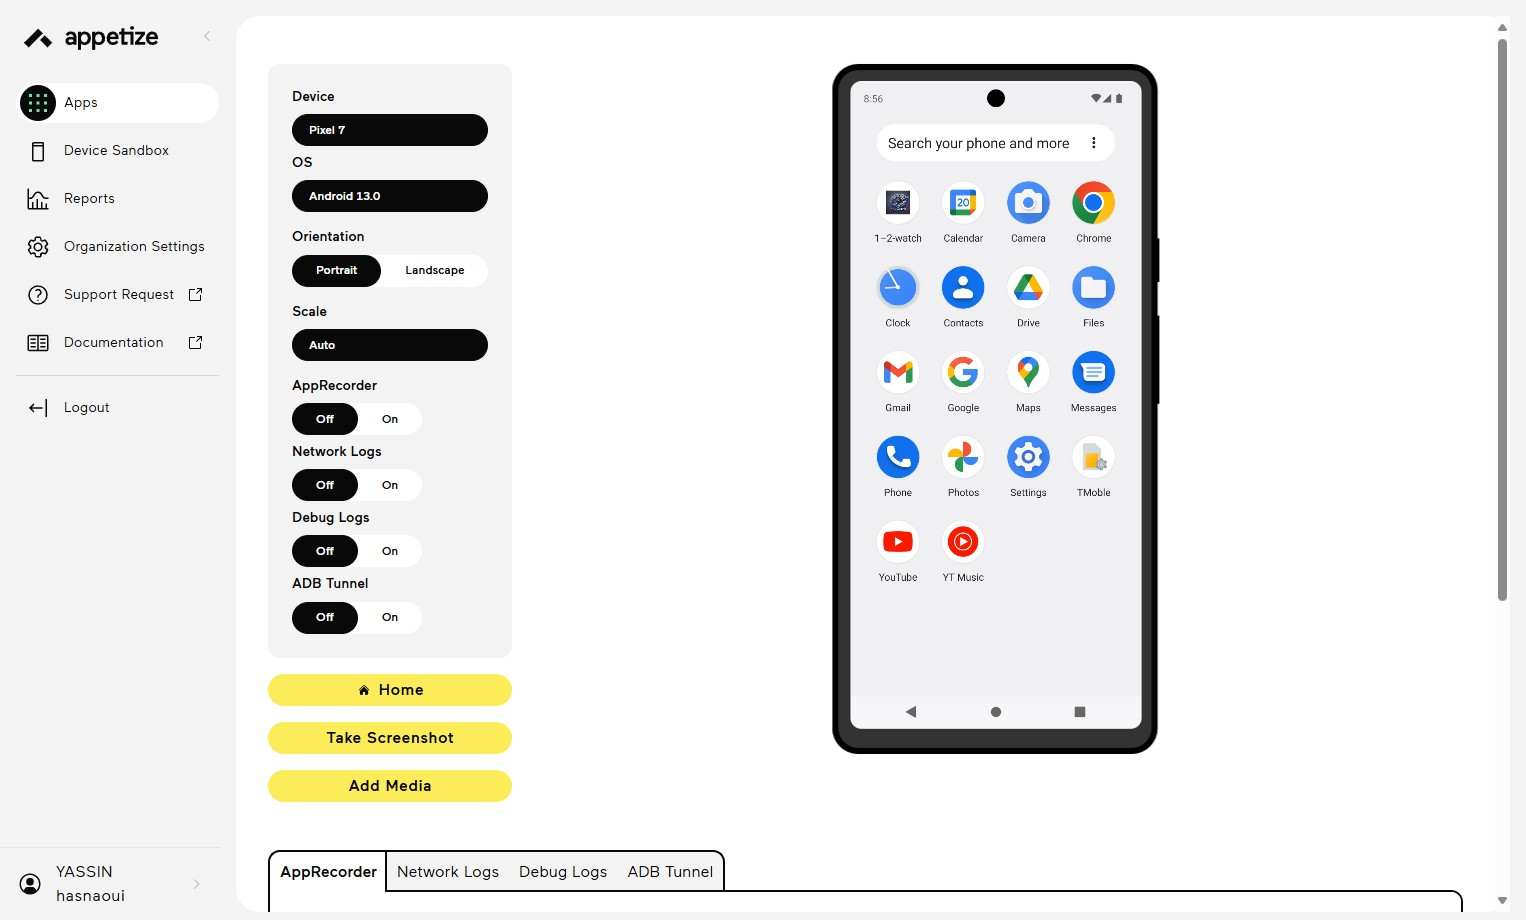 appetize
Apps
Device Sandbox
Reports
Organization Settings
Support Request
Documentation
Logout
YASSIN
hasnaoui
Device
Pixel 7
OS
Android 13.0
Orientation
Portrait Landscape
Scale
Auto
AppRecorder
Off On
Network Logs
Off On
Debug Logs
Off On
ADB Tunnel
Off On
Home
Take Screenshot
Add Media
8:56
Search your phone and more
20
1-2-watch Calendar Camera Chrome
Clock Contacts Drive Files
Gmail Google Maps Messages
Phone Photos Settings TMoble
YouTube YT Music
AppRecorder Network Logs Debug Logs ADB Tunnel